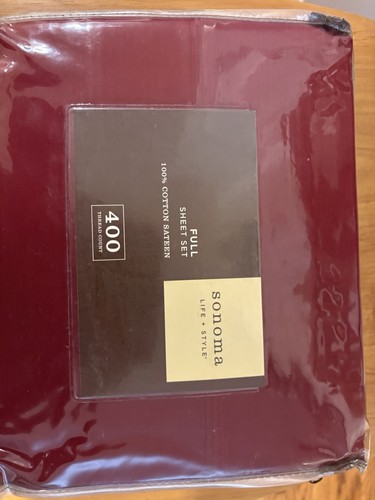 sonoma
LIFE + STYLE®
FULL
SHEET SET
100% COTTON SATEEN
400
THREAD COUNT